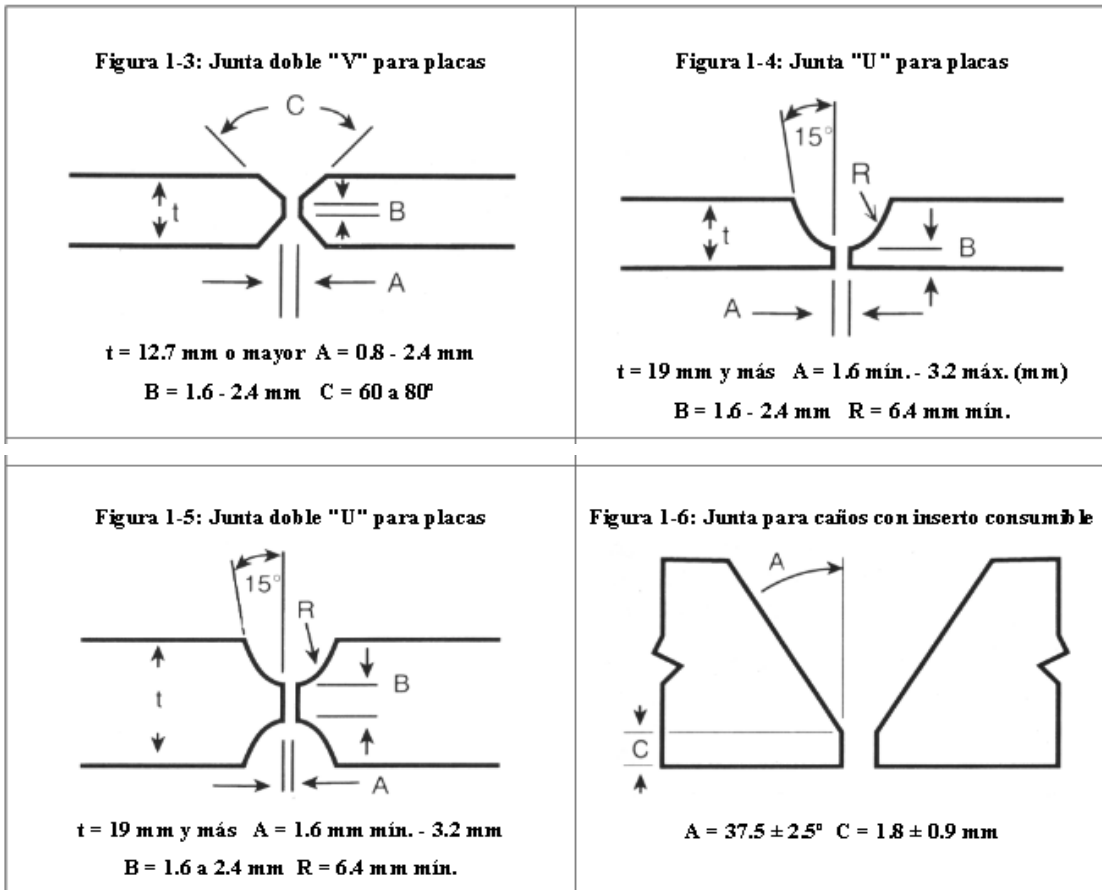 Figura 1-3: Junta doble "V" para placas
C
t
B
A
t = 12.7 mm o mayor A = 0.8 - 2.4 mm
B = 1.6 - 2.4 mm C = 60 a 80º
Figura 1-4: Junta "U" para placas
15°
R
t
B
A
t = 19 mm y más A = 1.6 mín. - 3.2 máx. (mm)
B = 1.6 - 2.4 mm R = 6.4 mm mín.
Figura 1-5: Junta doble "U" para placas
15°
R
B
t
A
t = 19 mm y más A = 1.6 mm mín. - 3.2 mm
B = 1.6 a 2.4 mm R = 6.4 mm mín.
Figura 1-6: Junta para caños con inserto consumible
A
C
A = 37.5 ± 2.5º C = 1.8 ± 0.9 mm